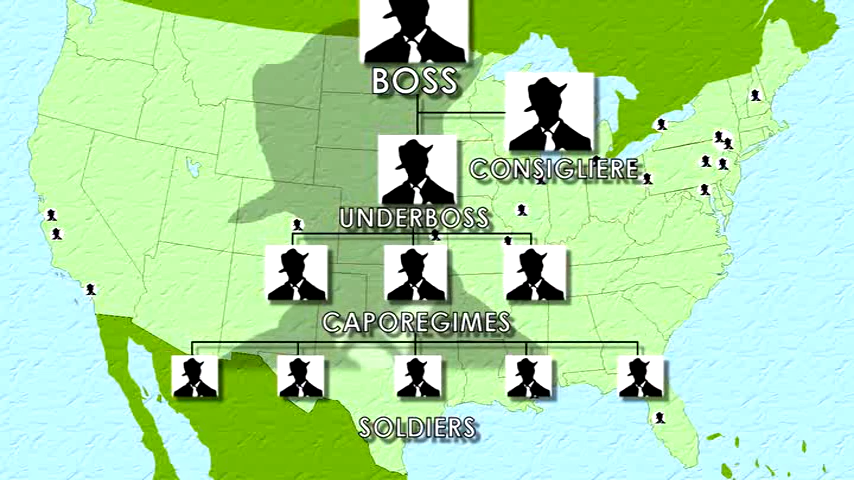 BOSS
CONSIGLIERE
UNDERBOSS
CAPOREGIMES
SOLDIERS